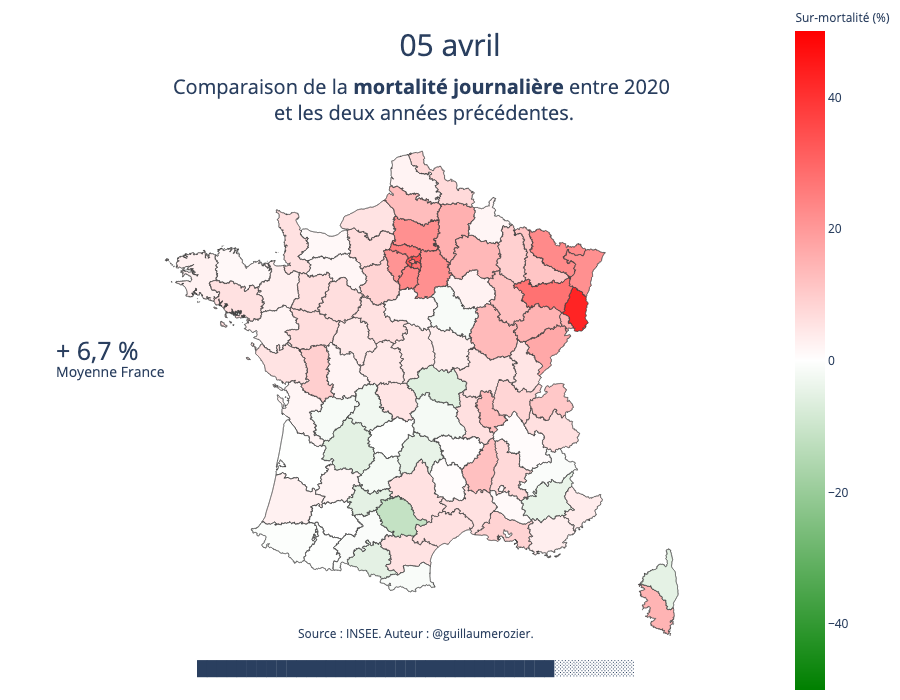 05 avril
Comparaison de la mortalité journalière entre 2020
et les deux années précédentes.
Sur-mortalité (%)
40
20
0
−20
−40
+ 6,7 %
Moyenne France
Source : INSEE. Auteur : @guillaumerozier.